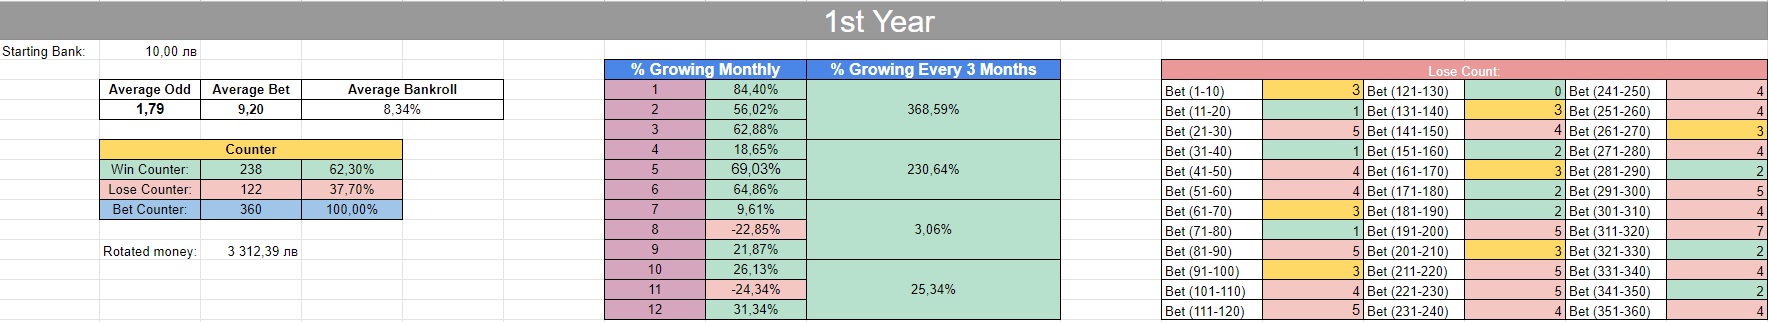 1st Year
Starting Bank: 10,00 лв
% Growing Monthly % Growing Every 3 Months Lose Count:
Average Odd Average Bet Average Bankroll 1 84,40% Bet (1-10) 3 Bet (121-130) 0 Bet (241-250) 4
1,79 9,20 8,34% 2 56,02% 368,59% Bet (11-20) 1 Bet (131-140) 3 Bet (251-260) 4
3 62,88% Bet (21-30) 5 Bet (141-150) 4 Bet (261-270) 3
Counter 4 18,65% Bet (31-40) 1 Bet (151-160) 2 Bet (271-280) 4
Win Counter: 238 62,30% 5 69,03% 230,64% Bet (41-50) 4 Bet (161-170) 3 Bet (281-290) 2
Lose Counter: 122 37,70% 6 64,86% Bet (51-60) 4 Bet (171-180) 2 Bet (291-300) 5
Bet Counter: 360 100,00% 7 9,61% Bet (61-70) 3 Bet (181-190) 2 Bet (301-310) 4
8 -22,85% 3,06% Bet (71-80) 1 Bet (191-200) 5 Bet (311-320) 7
Rotated money: 3 312,39 лв 9 21,87% Bet (81-90) 5 Bet (201-210) 3 Bet (321-330) 2
10 26,13% Bet (91-100) 3 Bet (211-220) 5 Bet (331-340) 4
11 -24,34% 25,34% Bet (101-110) 4 Bet (221-230) 5 Bet (341-350) 2
12 31,34% Bet (111-120) 5 Bet (231-240) 4 Bet (351-360) 4